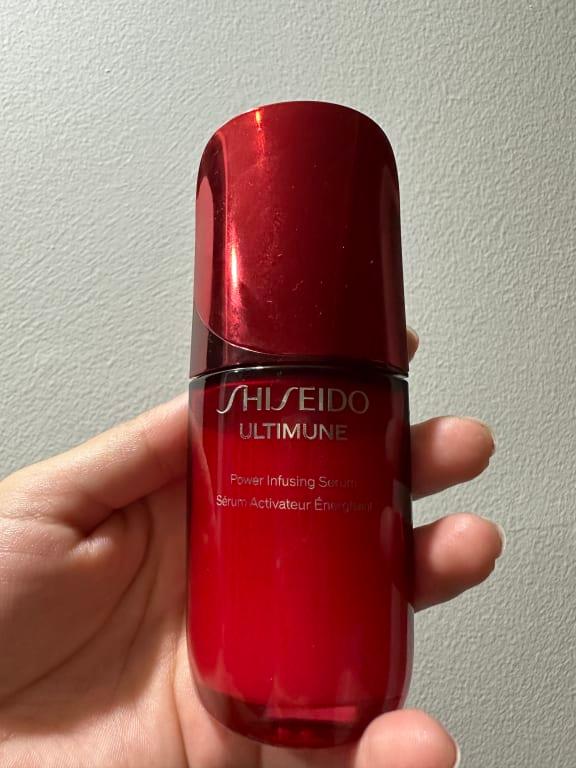 SHISEIDO
ULTIMUNE
Power Infusing Serum
Sérum Activateur Énergisant